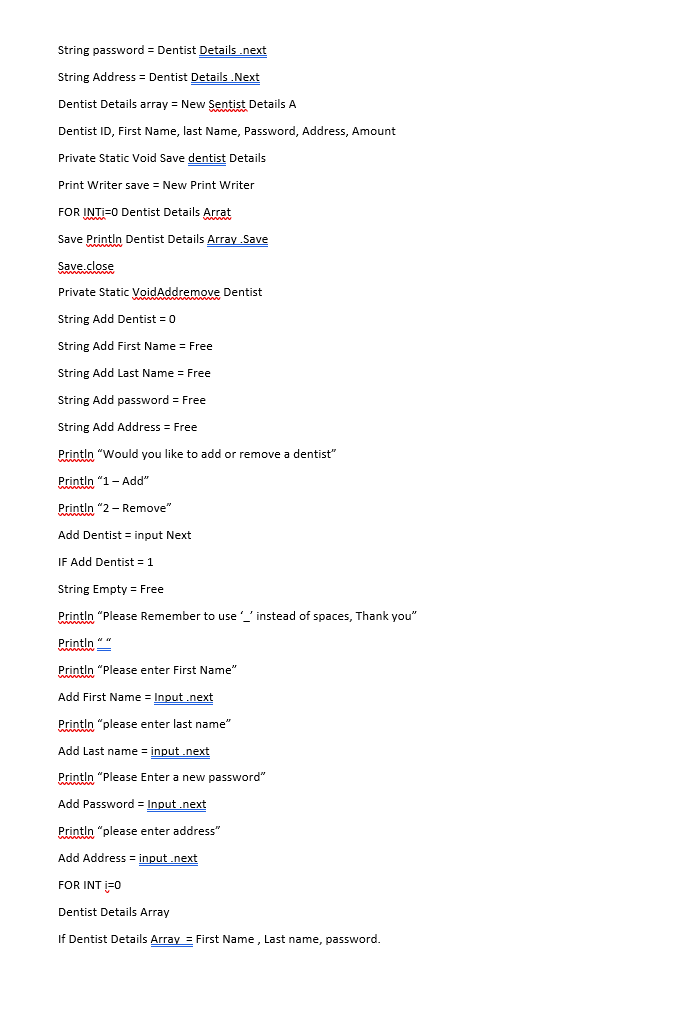 String password = Dentist Details .next
String Address = Dentist Details .Next
Dentist Details array = New Sentist Details A
Dentist ID, First Name, last Name, Password, Address, Amount
Private Static Void Save dentist Details
Print Writer save = New Print Writer
FOR INTi=0 Dentist Details Arrat
Save Println Dentist Details Array .Save
Save.close
Private Static VoidAddremove Dentist
String Add Dentist = 0
String Add First Name = Free
String Add Last Name = Free
String Add password = Free
String Add Address = Free
Println “Would you like to add or remove a dentist”
Println “1 – Add”
Println “2 – Remove”
Add Dentist = input Next
IF Add Dentist = 1
String Empty = Free
Println “Please Remember to use ‘_’ instead of spaces, Thank you”
Println “ “
Println “Please enter First Name”
Add First Name = Input .next
Println “please enter last name”
Add Last name = input .next
Println “Please Enter a new password”
Add Password = Input .next
Println “please enter address”
Add Address = input .next
FOR INT i=0
Dentist Details Array
If Dentist Details Array  = First Name , Last name, password.